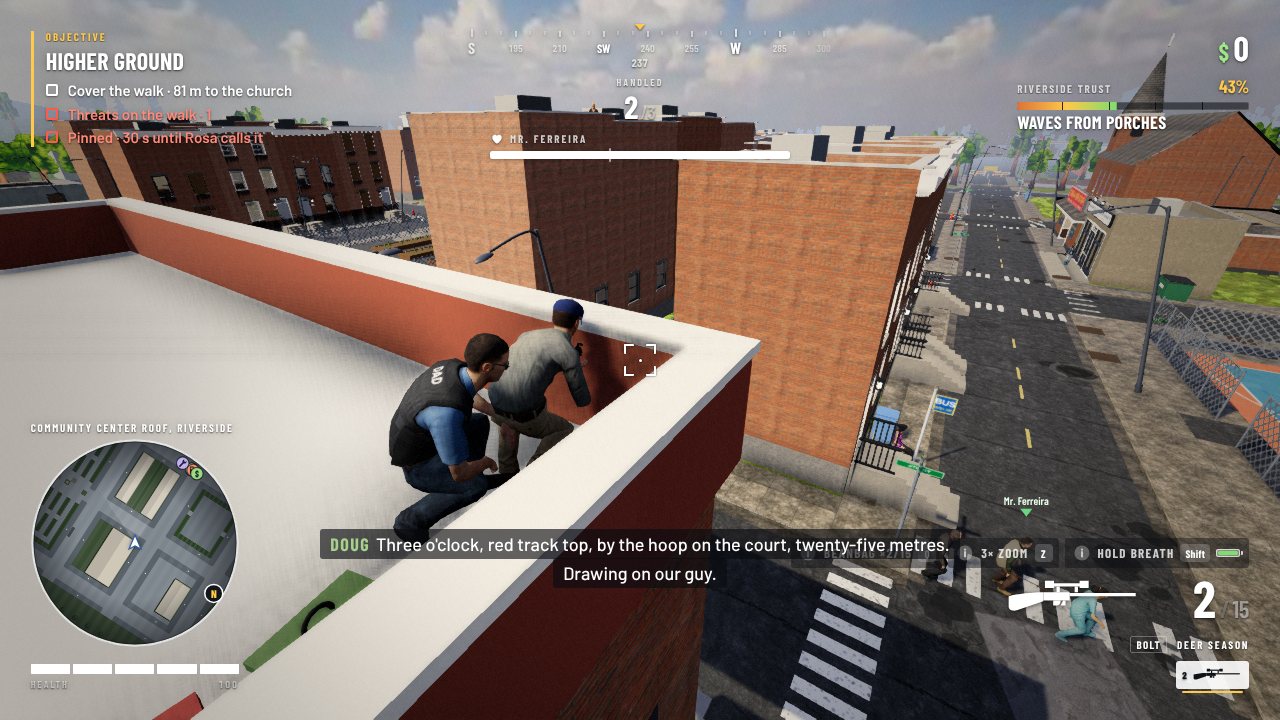 OBJECTIVE
HIGHER GROUND
Cover the walk · 81 m to the church
Threats on the walk · 1
Pinned · 30 s until Rosa calls it
S 195 210 SW 240 255 W 285 300
237
HANDLED
2/3
MR. FERREIRA
$0
RIVERSIDE TRUST 43%
WAVES FROM PORCHES
DAD
BUS
COMMUNITY CENTER ROOF, RIVERSIDE
N
HEALTH 100
Mr. Ferreira
DOUG Three o'clock, red track top, by the hoop on the court, twenty-five metres.
Drawing on our guy.
3× ZOOM Z
HOLD BREATH Shift
2/15
BOLT DEER SEASON
2